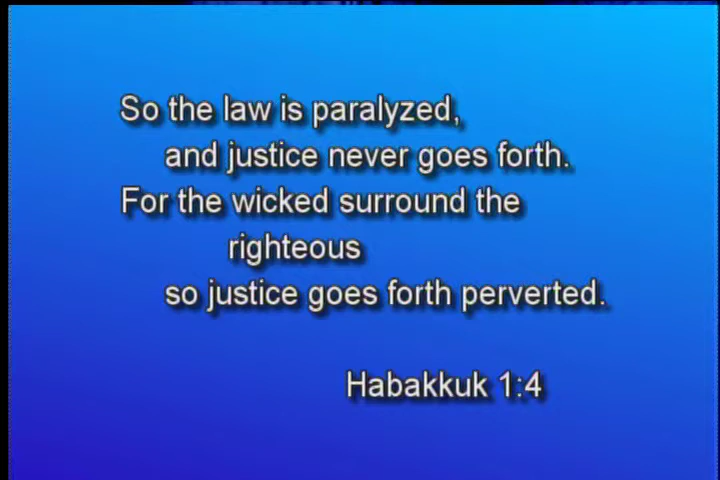 So the law is paralyzed,
and justice never goes forth.
For the wicked surround the
righteous
so justice goes forth perverted.
Habakkuk 1:4